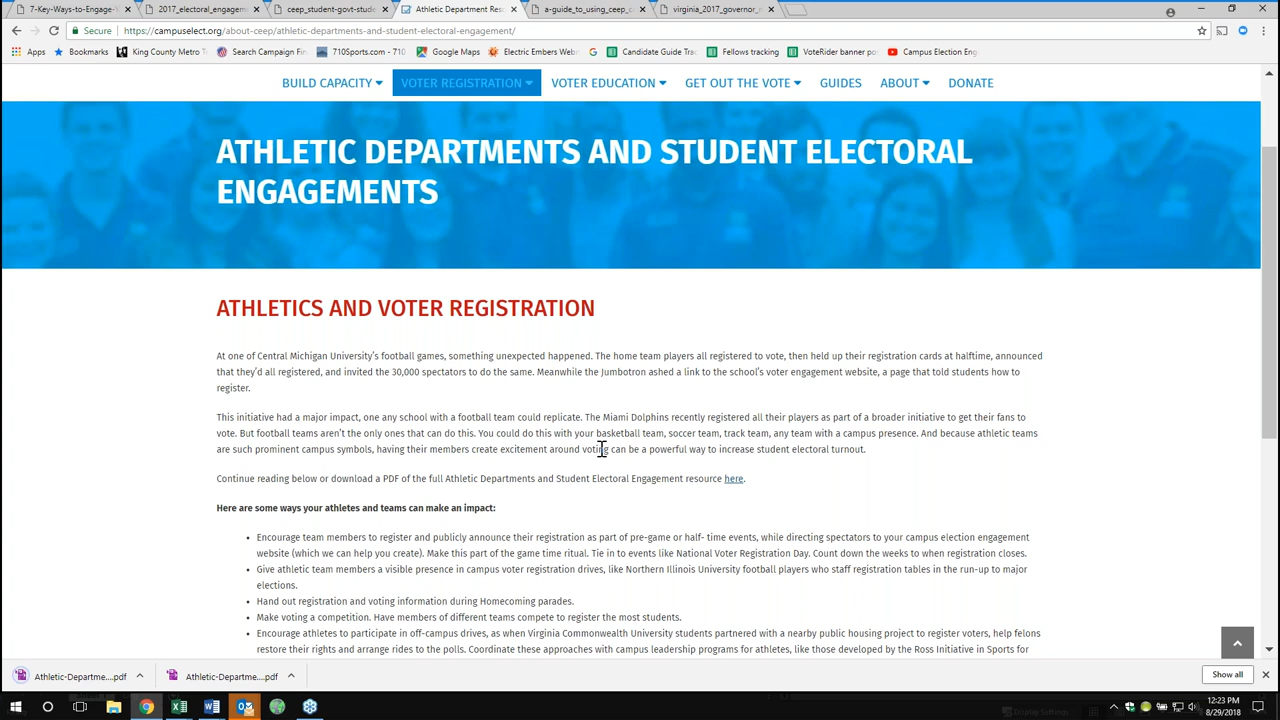 7-Key-Ways-to-Engage-V
2017_electoral_engagem
ceep_student-govt-stude
Athletic Department Res
a-guide_to_using_ceep_c
virginia_2017_governor_n
Secure
https://campuselect.org/about-ceep/athletic-departments-and-student-electoral-engagement/
Apps
Bookmarks
King County Metro Tr
Search Campaign Fin
710Sports.com - 710
Google Maps
Electric Embers Web
Candidate Guide Trac
Fellows tracking
VoteRider banner po
Campus Election Eng
BUILD CAPACITY
VOTER REGISTRATION
VOTER EDUCATION
GET OUT THE VOTE
GUIDES
ABOUT
DONATE
ATHLETIC DEPARTMENTS AND STUDENT ELECTORAL
ENGAGEMENTS
ATHLETICS AND VOTER REGISTRATION
At one of Central Michigan University's football games, something unexpected happened. The home team players all registered to vote, then held up their registration cards at halftime, announced
that they'd all registered, and invited the 30,000 spectators to do the same. Meanwhile the Jumbotron ashed a link to the school's voter engagement website, a page that told students how to
register.
This initiative had a major impact, one any school with a football team could replicate. The Miami Dolphins recently registered all their players as part of a broader initiative to get their fans to
vote. But football teams aren't the only ones that can do this. You could do this with your basketball team, soccer team, track team, any team with a campus presence. And because athletic teams
are such prominent campus symbols, having their members create excitement around voting can be a powerful way to increase student electoral turnout.
Continue reading below or download a PDF of the full Athletic Departments and Student Electoral Engagement resource here.
Here are some ways your athletes and teams can make an impact:
• Encourage team members to register and publicly announce their registration as part of pre-game or half- time events, while directing spectators to your campus election engagement
website (which we can help you create). Make this part of the game time ritual. Tie in to events like National Voter Registration Day. Count down the weeks to when registration closes.
• Give athletic team members a visible presence in campus voter registration drives, like Northern Illinois University football players who staff registration tables in the run-up to major
elections.
• Hand out registration and voting information during Homecoming parades.
• Make voting a competition. Have members of different teams compete to register the most students.
• Encourage athletes to participate in off-campus drives, as when Virginia Commonwealth University students partnered with a nearby public housing project to register voters, help felons
restore their rights and arrange rides to the polls. Coordinate these approaches with campus leadership programs for athletes, like those developed by the Ross Initiative in Sports for
Athletic-Departme....pdf
Athletic-Departme....pdf
Show all
12:23 PM
8/29/2018